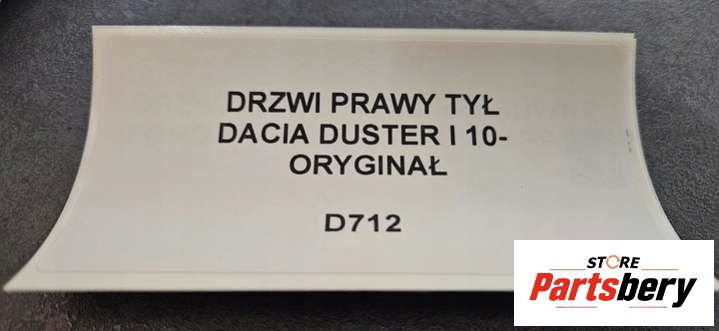 DRZWI PRAWY TYŁ
DACIA DUSTER I 10-
ORYGINAŁ
D712
STORE
Partsbery